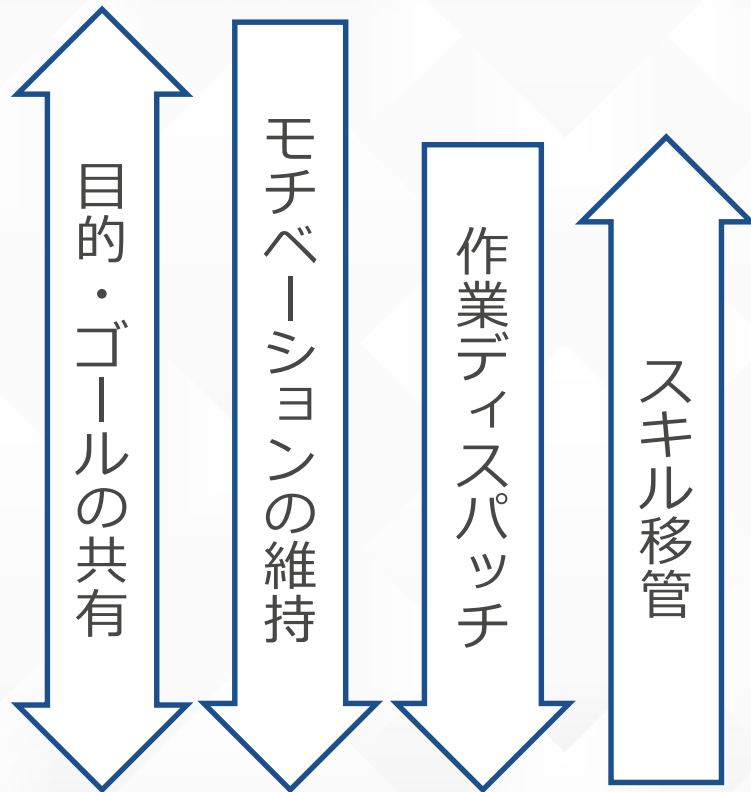 目的・ゴールの共有
モチベーションの維持
作業ディスパッチ
スキル移管